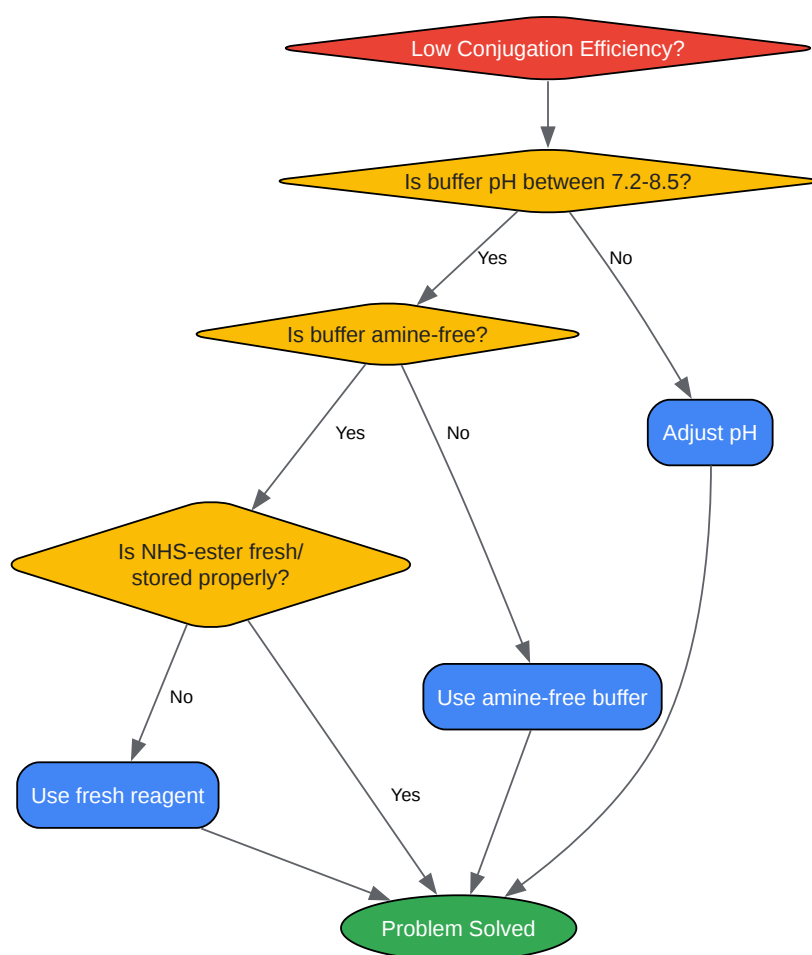 Low Conjugation Efficiency?
Is buffer pH between 7.2-8.5?
Yes
No
Is buffer amine-free?
Adjust pH
Yes
No
Is NHS-ester fresh/
stored properly?
No
Use amine-free buffer
Use fresh reagent
Yes
Problem Solved